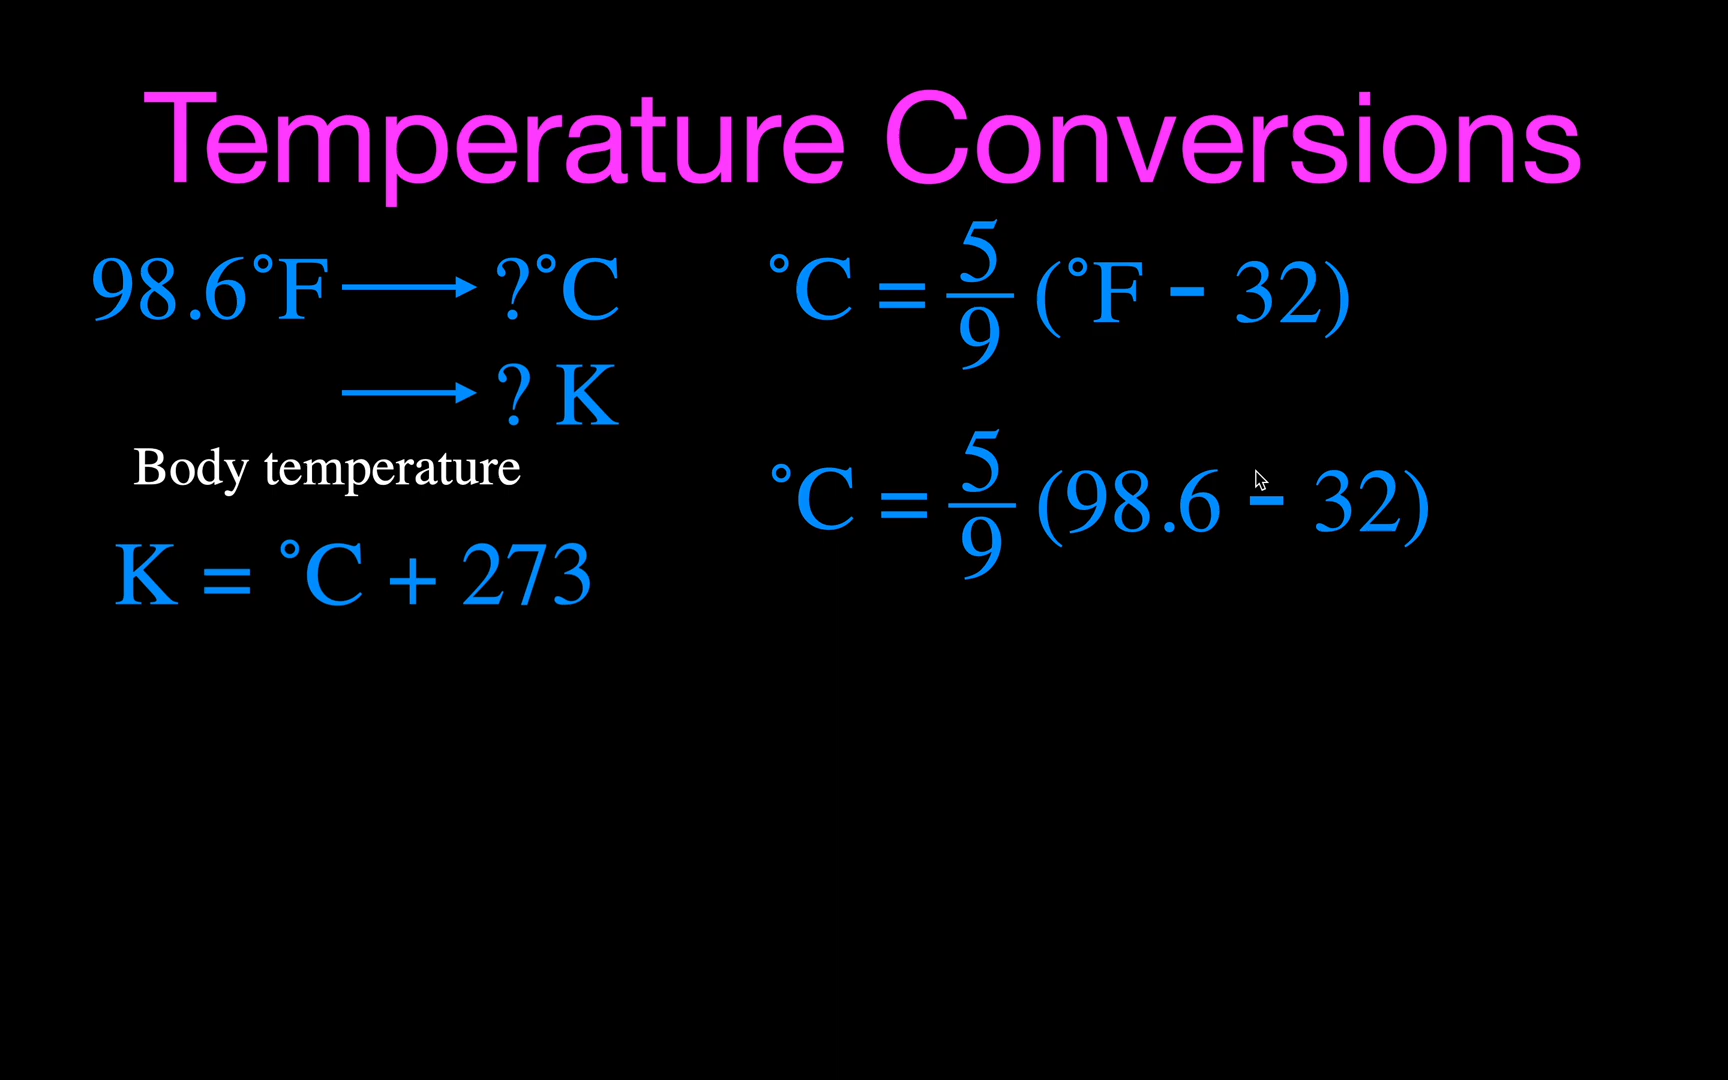 Temperature Conversions
98.6°F ⟶ ?°C
⟶ ? K
Body temperature
K = °C + 273
°C = 5/9 (°F - 32)
°C = 5/9 (98.6 - 32)